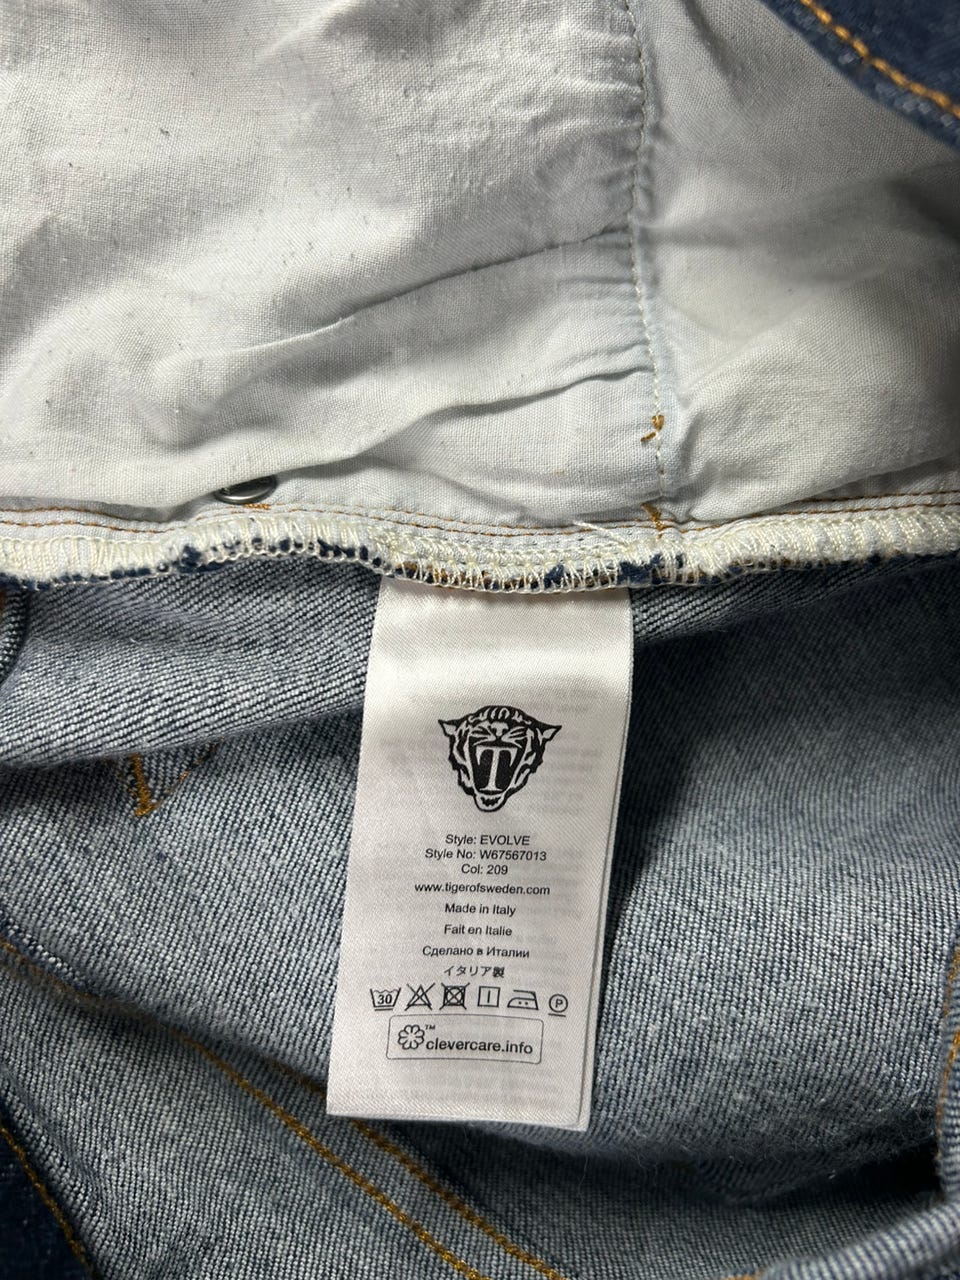 T
Style: EVOLVE
Style No: W67567013
Col: 209
www.tigerofsweden.com
Made in Italy
Fait en Italie
Сделано в Италии
イタリア製
30 P
™ clevercare.info